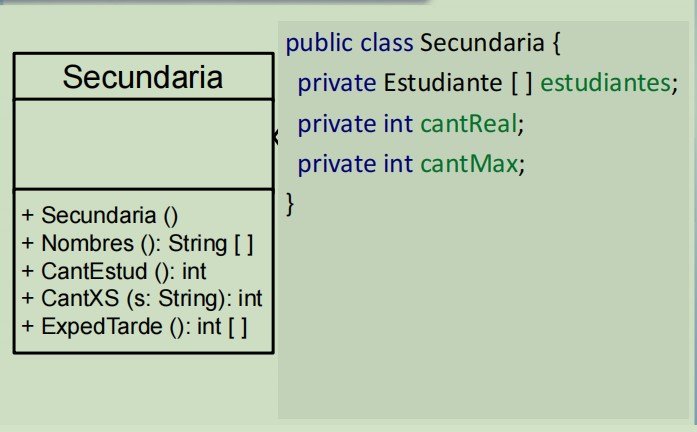 Secundaria
+ Secundaria ()
+ Nombres (): String [ ]
+ CantEstud (): int
+ CantXS (s: String): int
+ ExpedTarde (): int [ ]
public class Secundaria {
private Estudiante [ ] estudiantes;
private int cantReal;
private int cantMax;
}